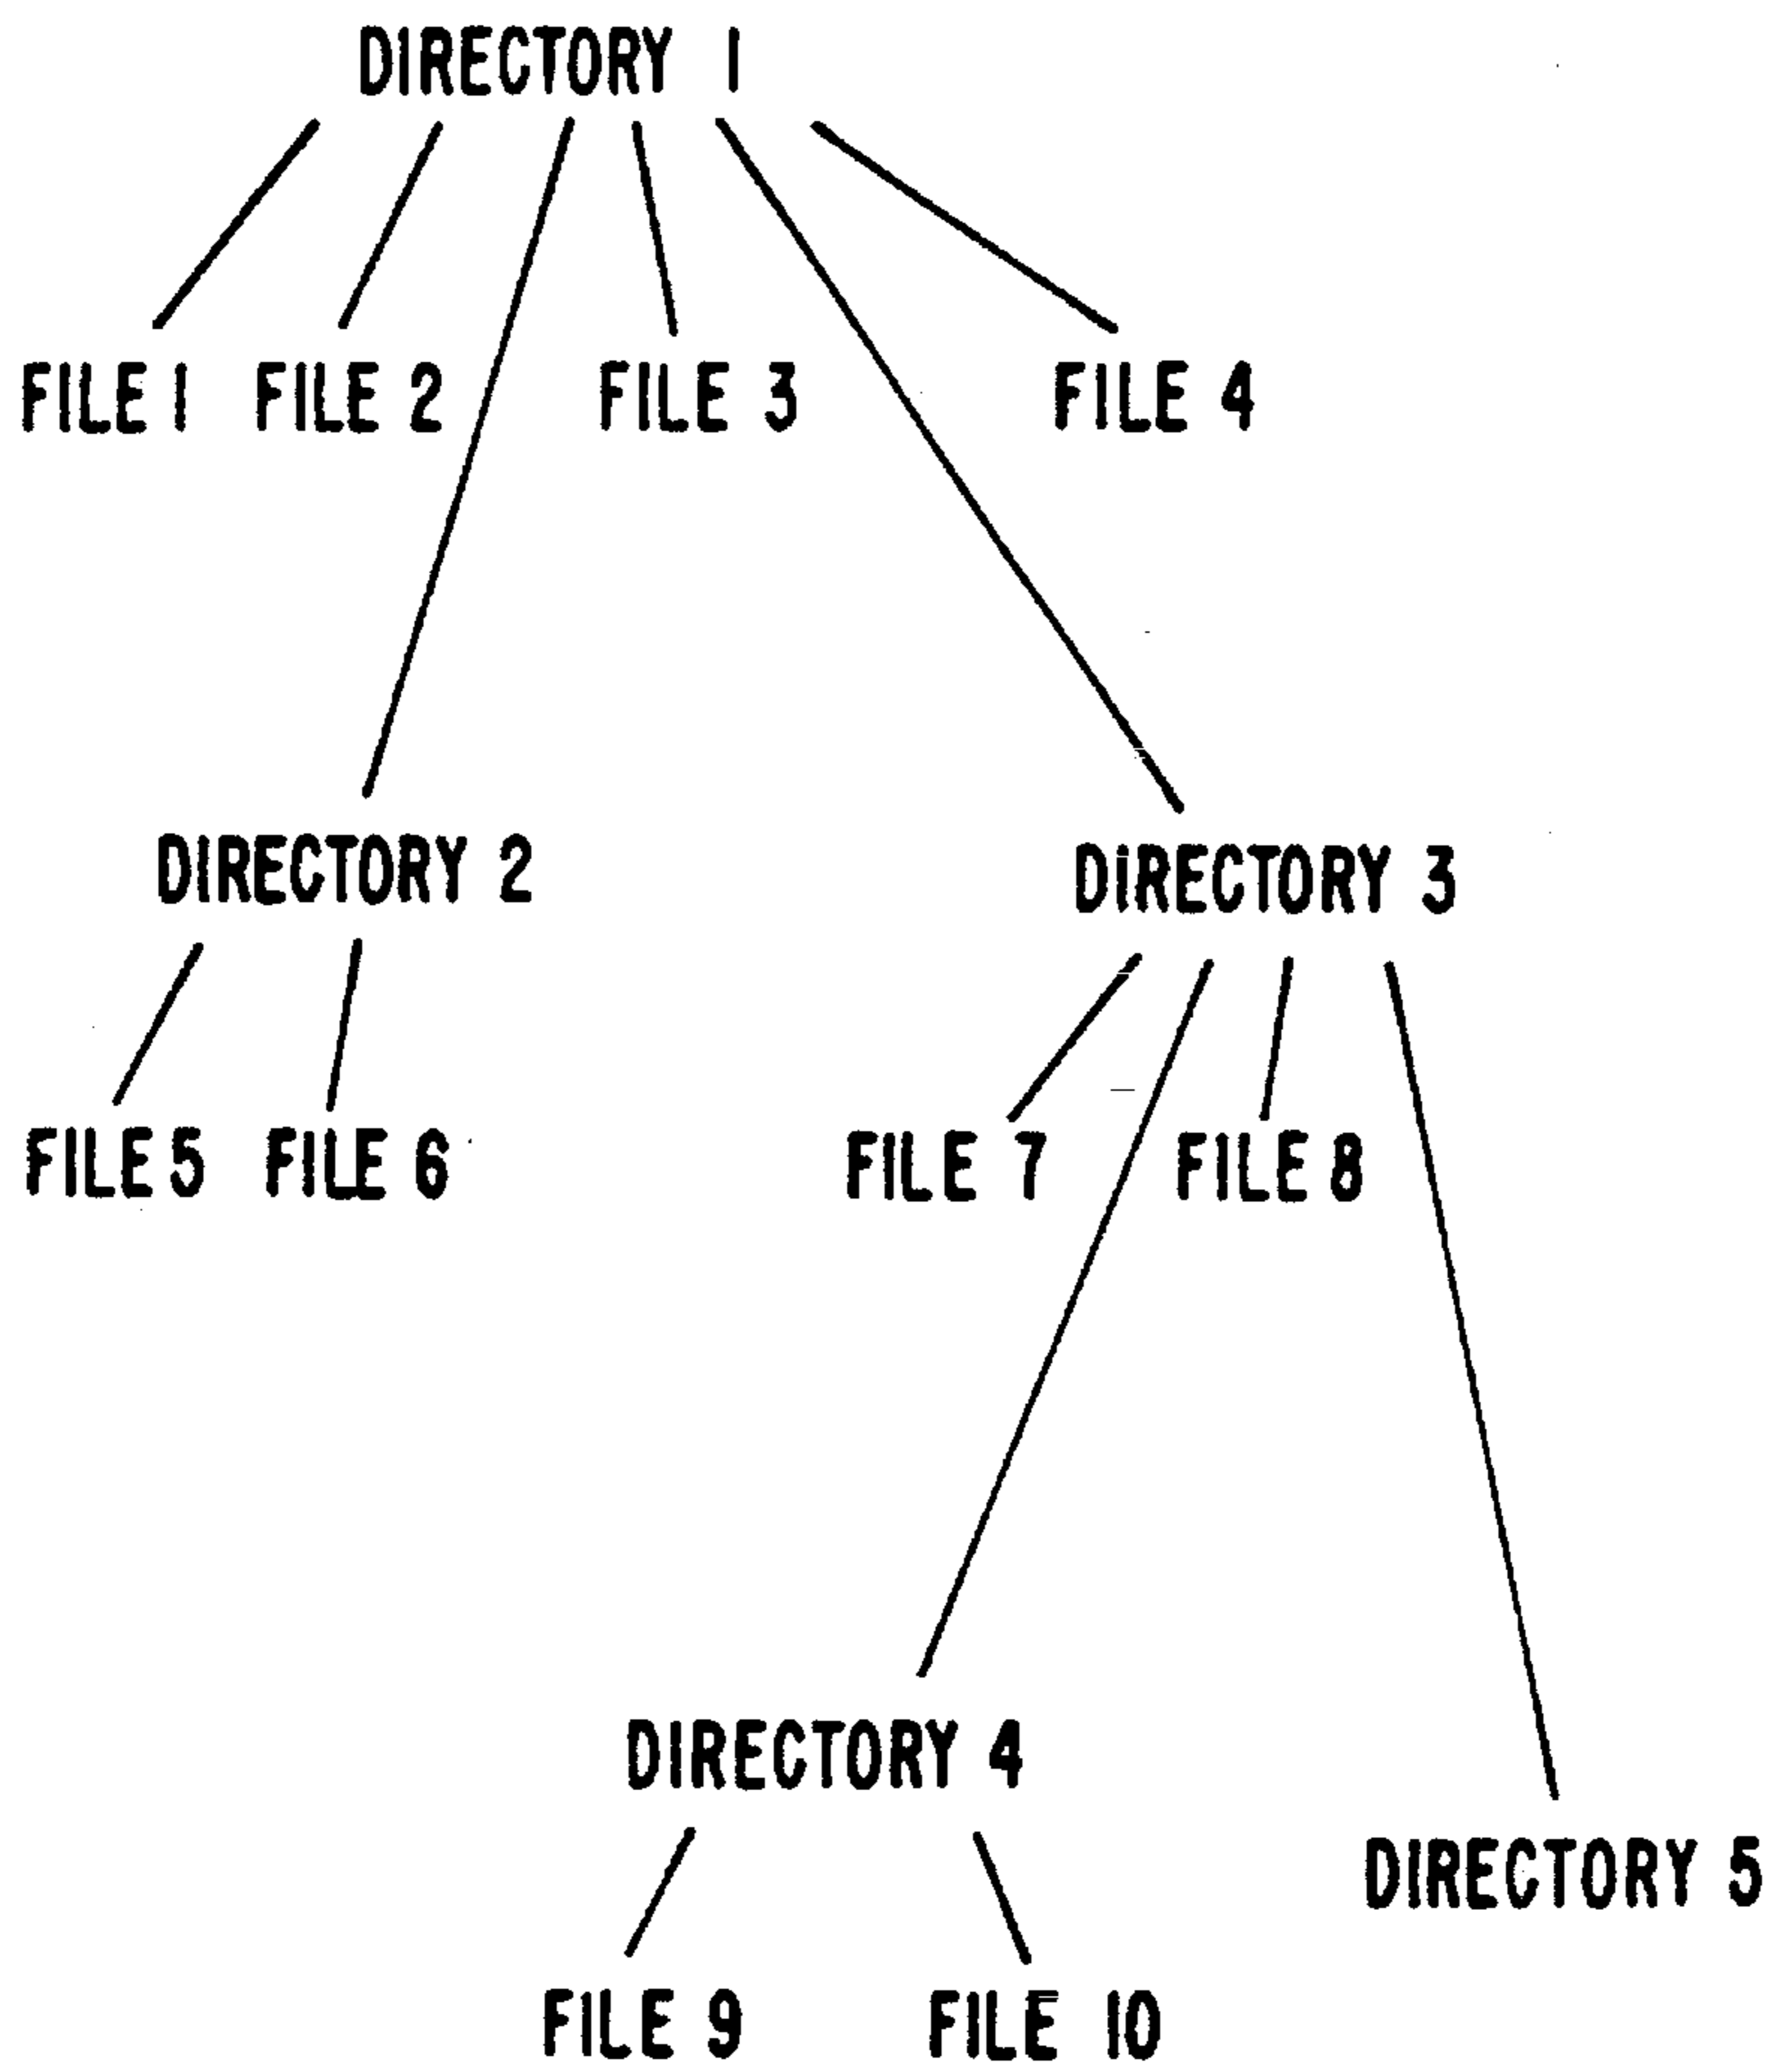 DIRECTORY 1
FILE 1 FILE 2 FILE 3 FILE 4
DIRECTORY 2 DIRECTORY 3
FILE 5 FILE 6 FILE 7 FILE 8
DIRECTORY 4
DIRECTORY 5
FILE 9 FILE 10